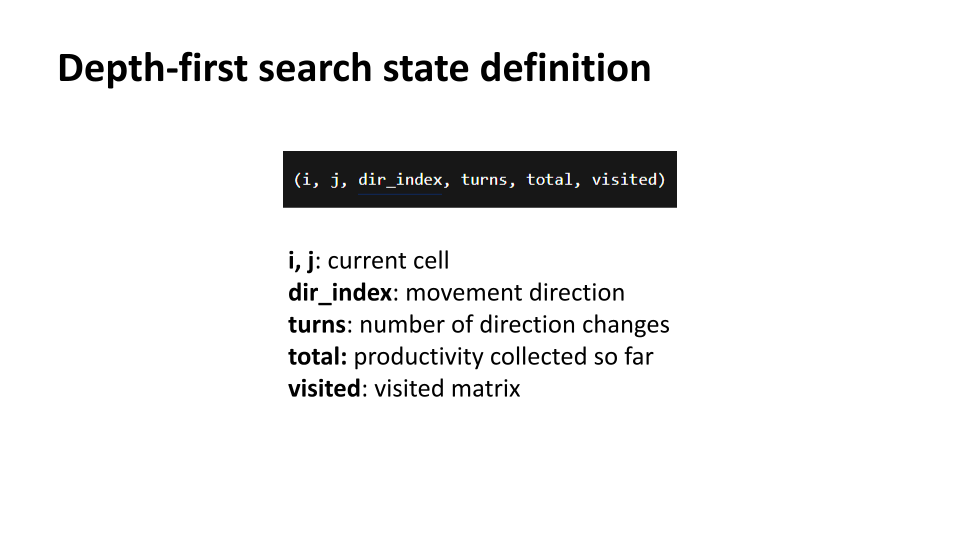 Depth-first search state definition
(i, j, dir_index, turns, total, visited)
i, j: current cell
dir_index: movement direction
turns: number of direction changes
total: productivity collected so far
visited: visited matrix